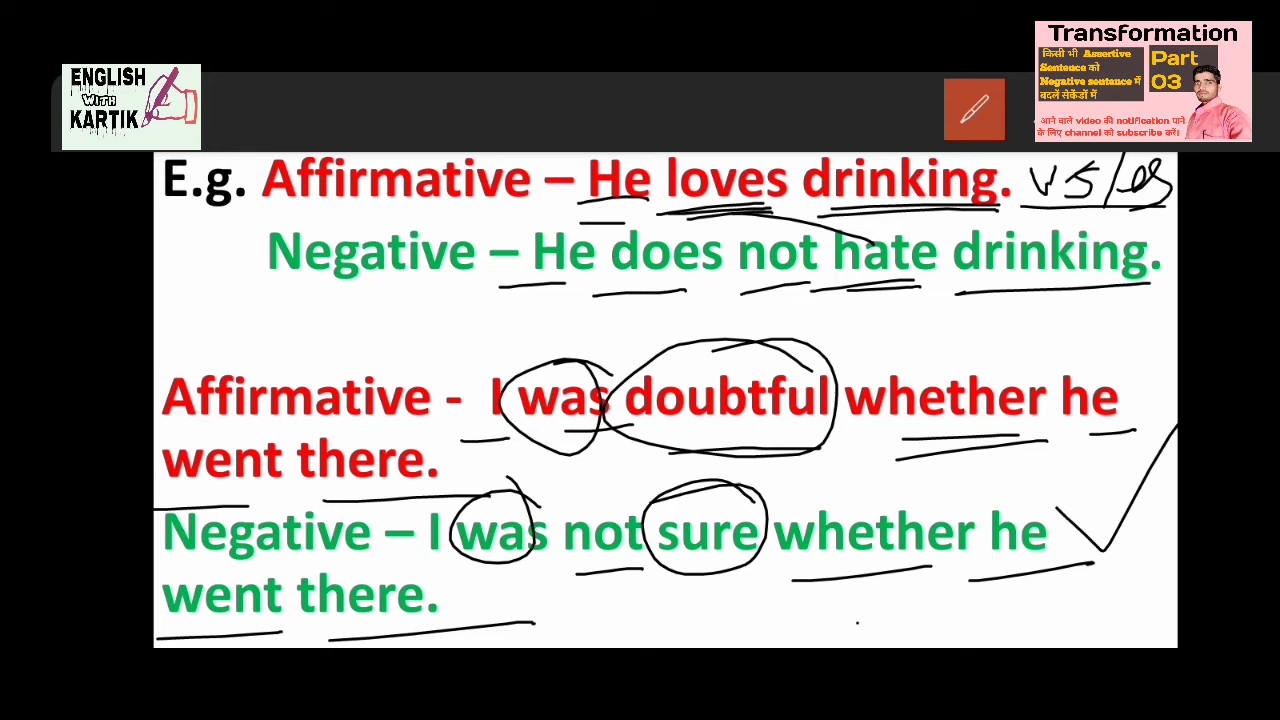 ENGLISH
WITH
KARTIK
Transformation
किसी भी Assertive
Sentence को
Negative sentence में
बदलें सेकेंडों में
Part
03
आने वाले video की notification पाने
के लिए channel को subscribe करें।
E.g. Affirmative – He loves drinking. v5/es
Negative – He does not hate drinking.
Affirmative - I was doubtful whether he
went there.
Negative – I was not sure whether he
went there.